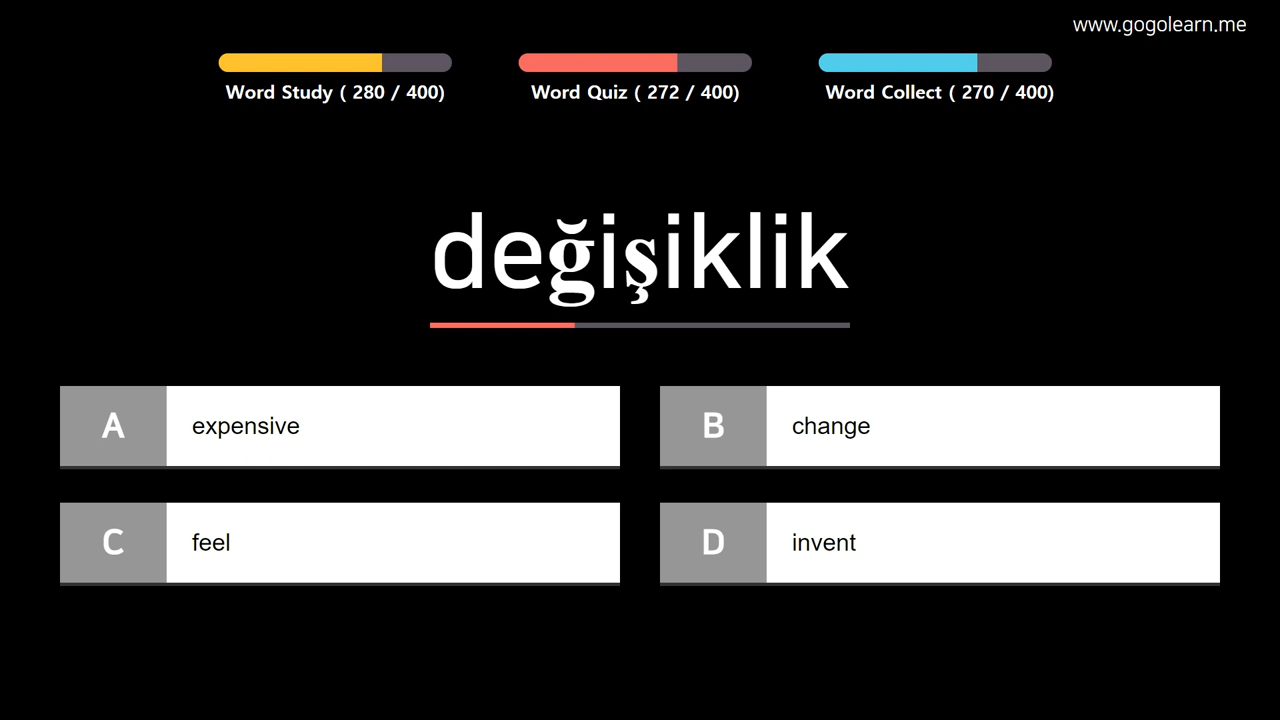 www.gogolearn.me
Word Study ( 280 / 400)
Word Quiz ( 272 / 400)
Word Collect ( 270 / 400)
değişiklik
A expensive
B change
C feel
D invent